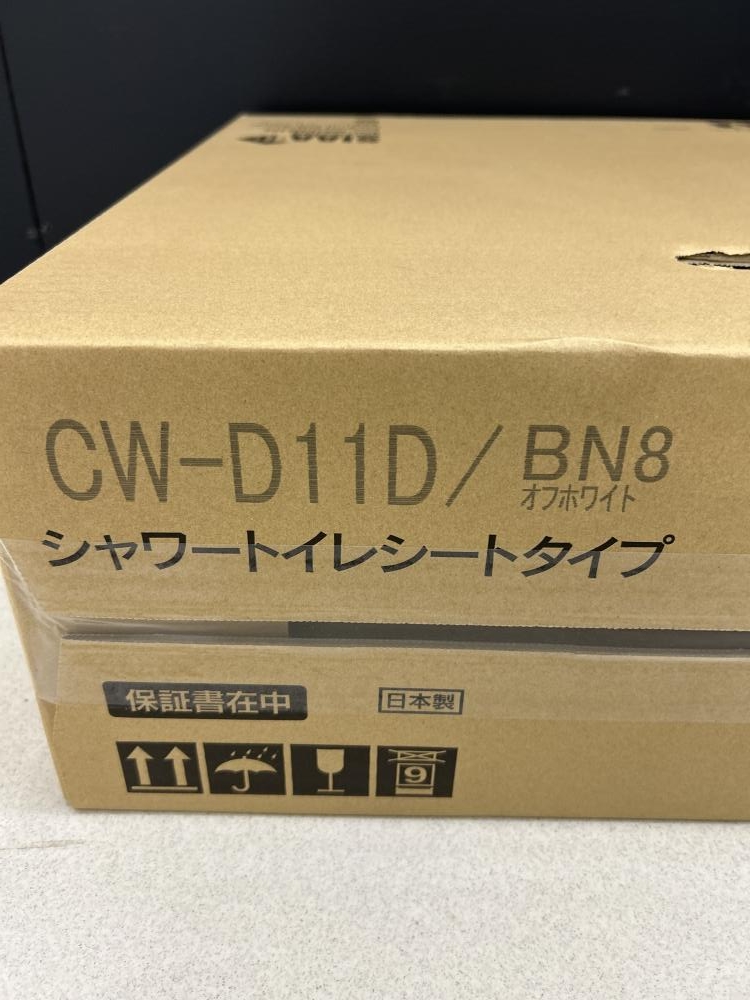 SIAA
CW-D11D/BN8
オフホワイト
シャワートイレシートタイプ
保証書在中
日本製
9